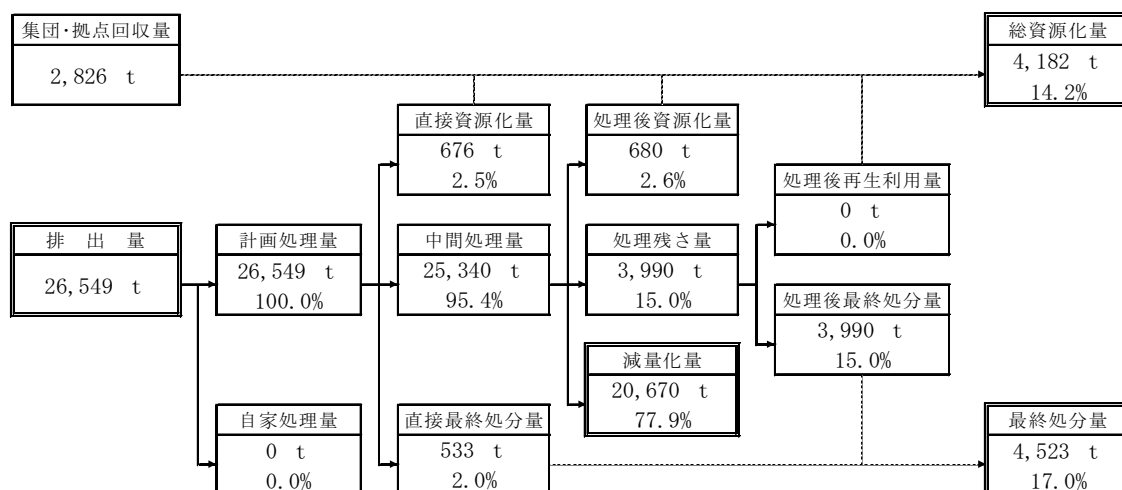 集団・拠点回収量
2,826 t
総資源化量
4,182 t
14.2%
直接資源化量
676 t
2.5%
処理後資源化量
680 t
2.6%
処理後再生利用量
0 t
0.0%
排出量
26,549 t
計画処理量
26,549 t
100.0%
中間処理量
25,340 t
95.4%
処理残さ量
3,990 t
15.0%
処理後最終処分量
3,990 t
15.0%
減量化量
20,670 t
77.9%
自家処理量
0 t
0.0%
直接最終処分量
533 t
2.0%
最終処分量
4,523 t
17.0%